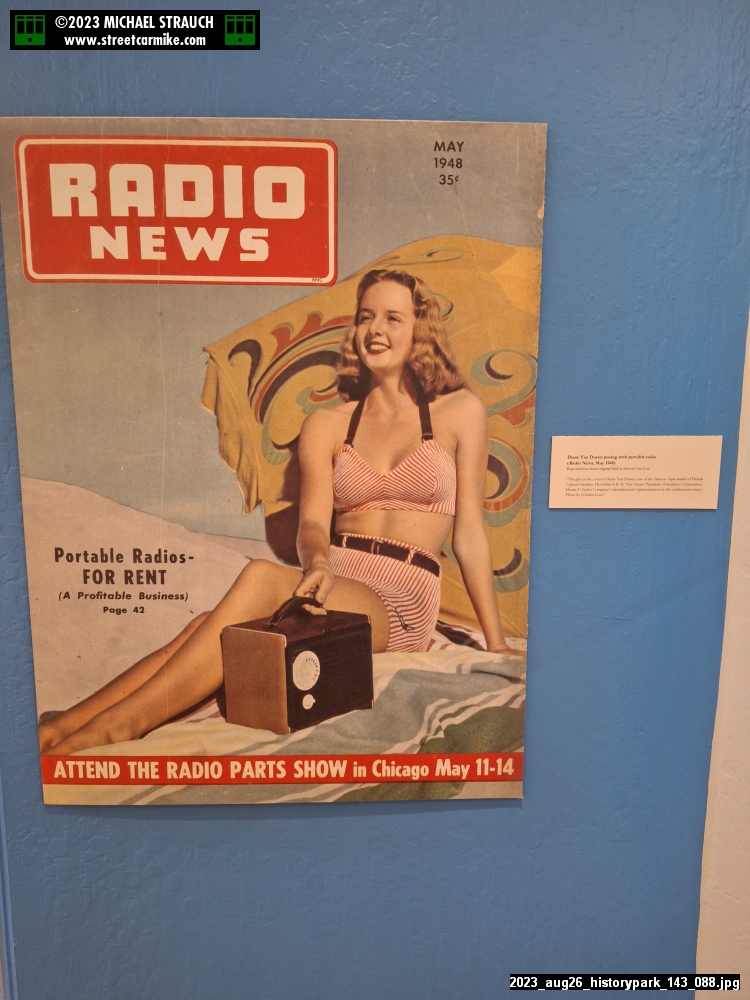 ©2023 MICHAEL STRAUCH
www.streetcarmike.com
RADIO
NEWS
ANC
MAY
1948
35¢
Portable Radios-
FOR RENT
(A Profitable Business)
Page 42
ATTEND THE RADIO PARTS SHOW in Chicago May 11-14
Diane Van Dusen posing with portable radio
(Radio News, May 1948)
2023_aug26_historypark_143_088.jpg